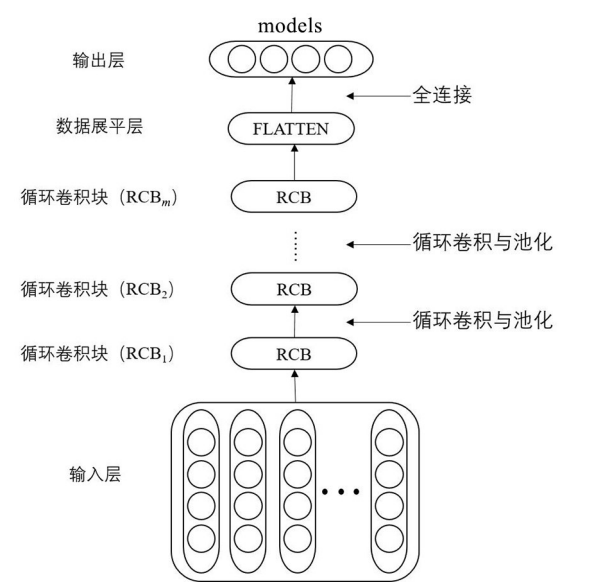 models
输出层
全连接
数据展平层
FLATTEN
循环卷积块（RCBm）
RCB
循环卷积与池化
循环卷积块（RCB2）
RCB
循环卷积与池化
循环卷积块（RCB1）
RCB
输入层